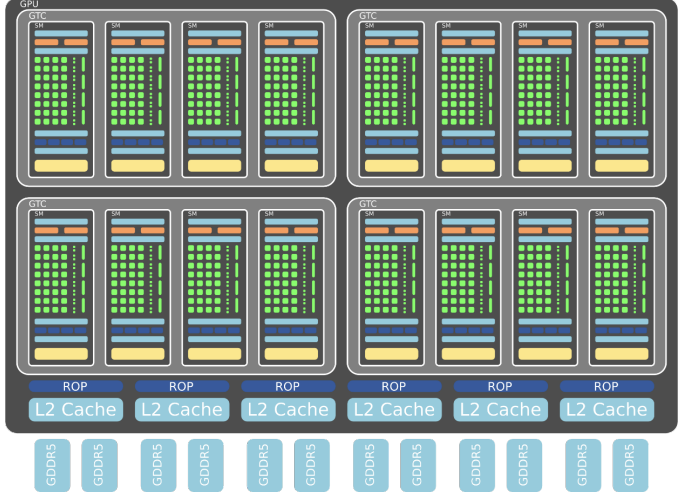 GPU
GTC GTC
SM SM SM SM SM SM SM SM
GTC GTC
SM SM SM SM SM SM SM SM
ROP ROP ROP ROP ROP ROP
L2 Cache L2 Cache L2 Cache L2 Cache L2 Cache L2 Cache
GDDR5 GDDR5 GDDR5 GDDR5 GDDR5 GDDR5 GDDR5 GDDR5 GDDR5 GDDR5 GDDR5 GDDR5